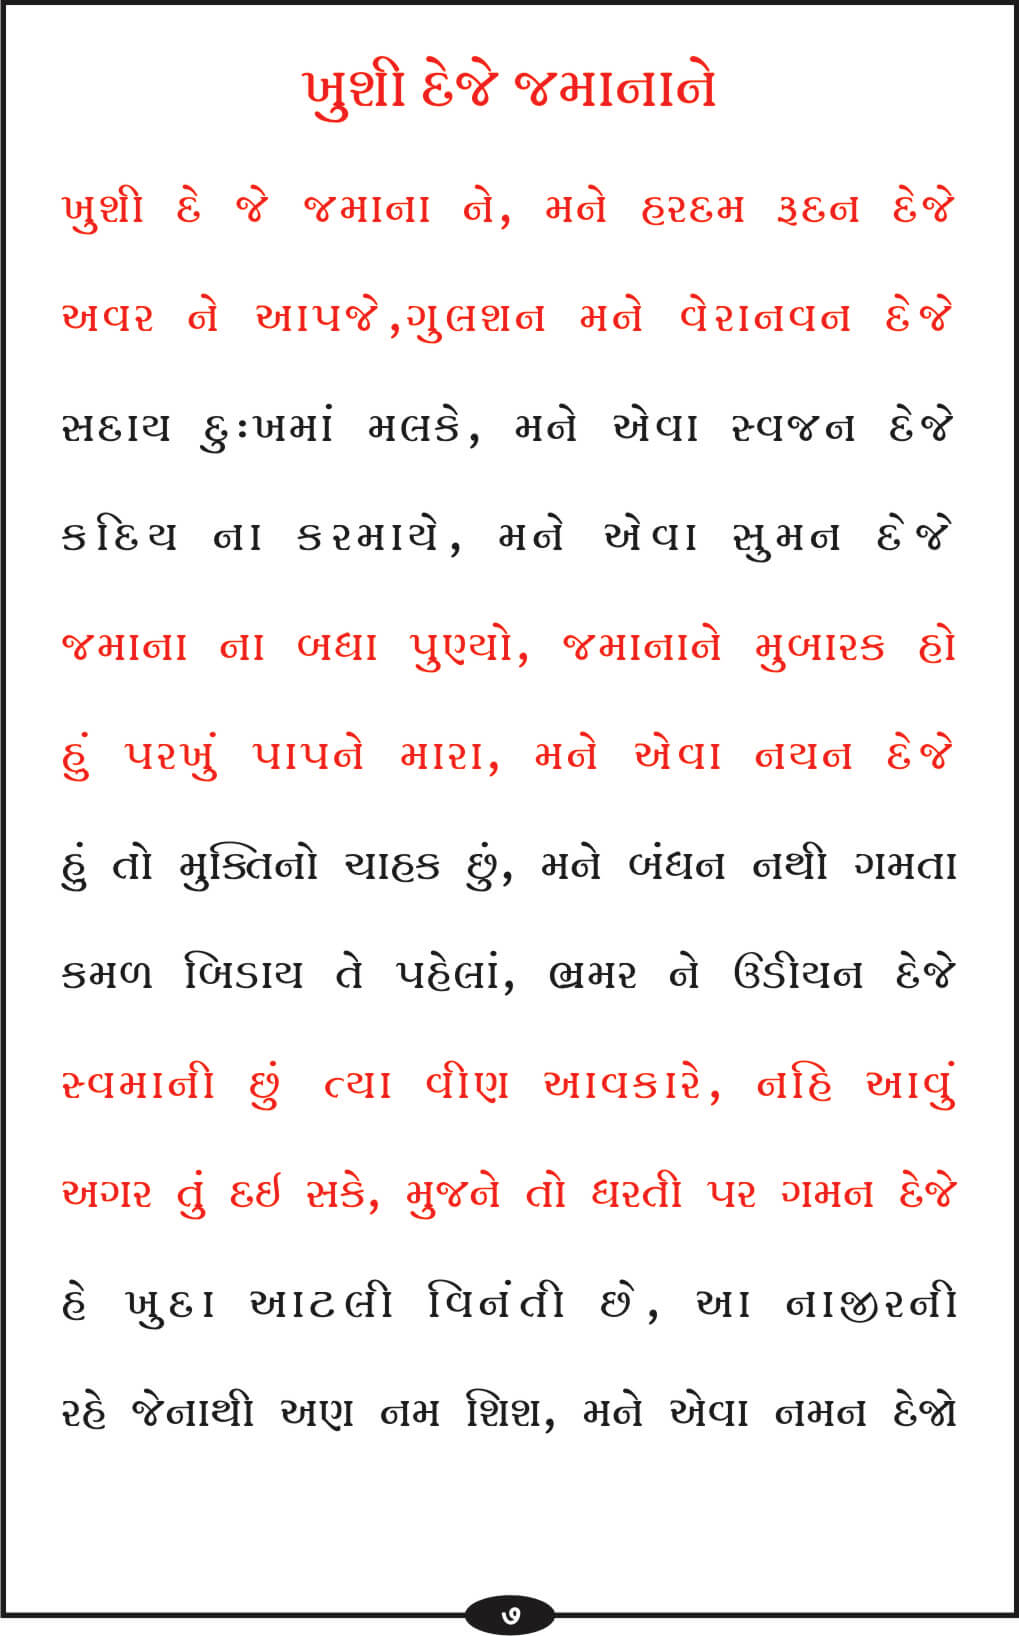 ખુશી દેજે જમાનાને
ખુશી દે જે જમાના ને, મને હરદમ રૂદન દેજે
અવર ને આપજે,ગુલશન મને વેરાનવન દેજે
સદાય દુઃખમાં મલકે, મને એવા સ્વજન દેજે
કદિય ના કરમાયે, મને એવા સુમન દેજે
જમાના ના બધા પુણ્યો, જમાનાને મુબારક હો
હું પરખું પાપને મારા, મને એવા નયન દેજે
હું તો મુક્તિનો ચાહક છું, મને બંધન નથી ગમતા
કમળ બિડાય તે પહેલાં, ભ્રમર ને ઉડીયન દેજે
સ્વમાની છું ત્યા વીણ આવકારે, નહિ આવું
અગર તું દઈ સકે, મુજને તો ધરતી પર ગમન દેજે
હે ખુદા આટલી વિનંતી છે, આ નાજીરની
રહે જેનાથી અણ નમ શિશ, મને એવા નમન દેજો
૭